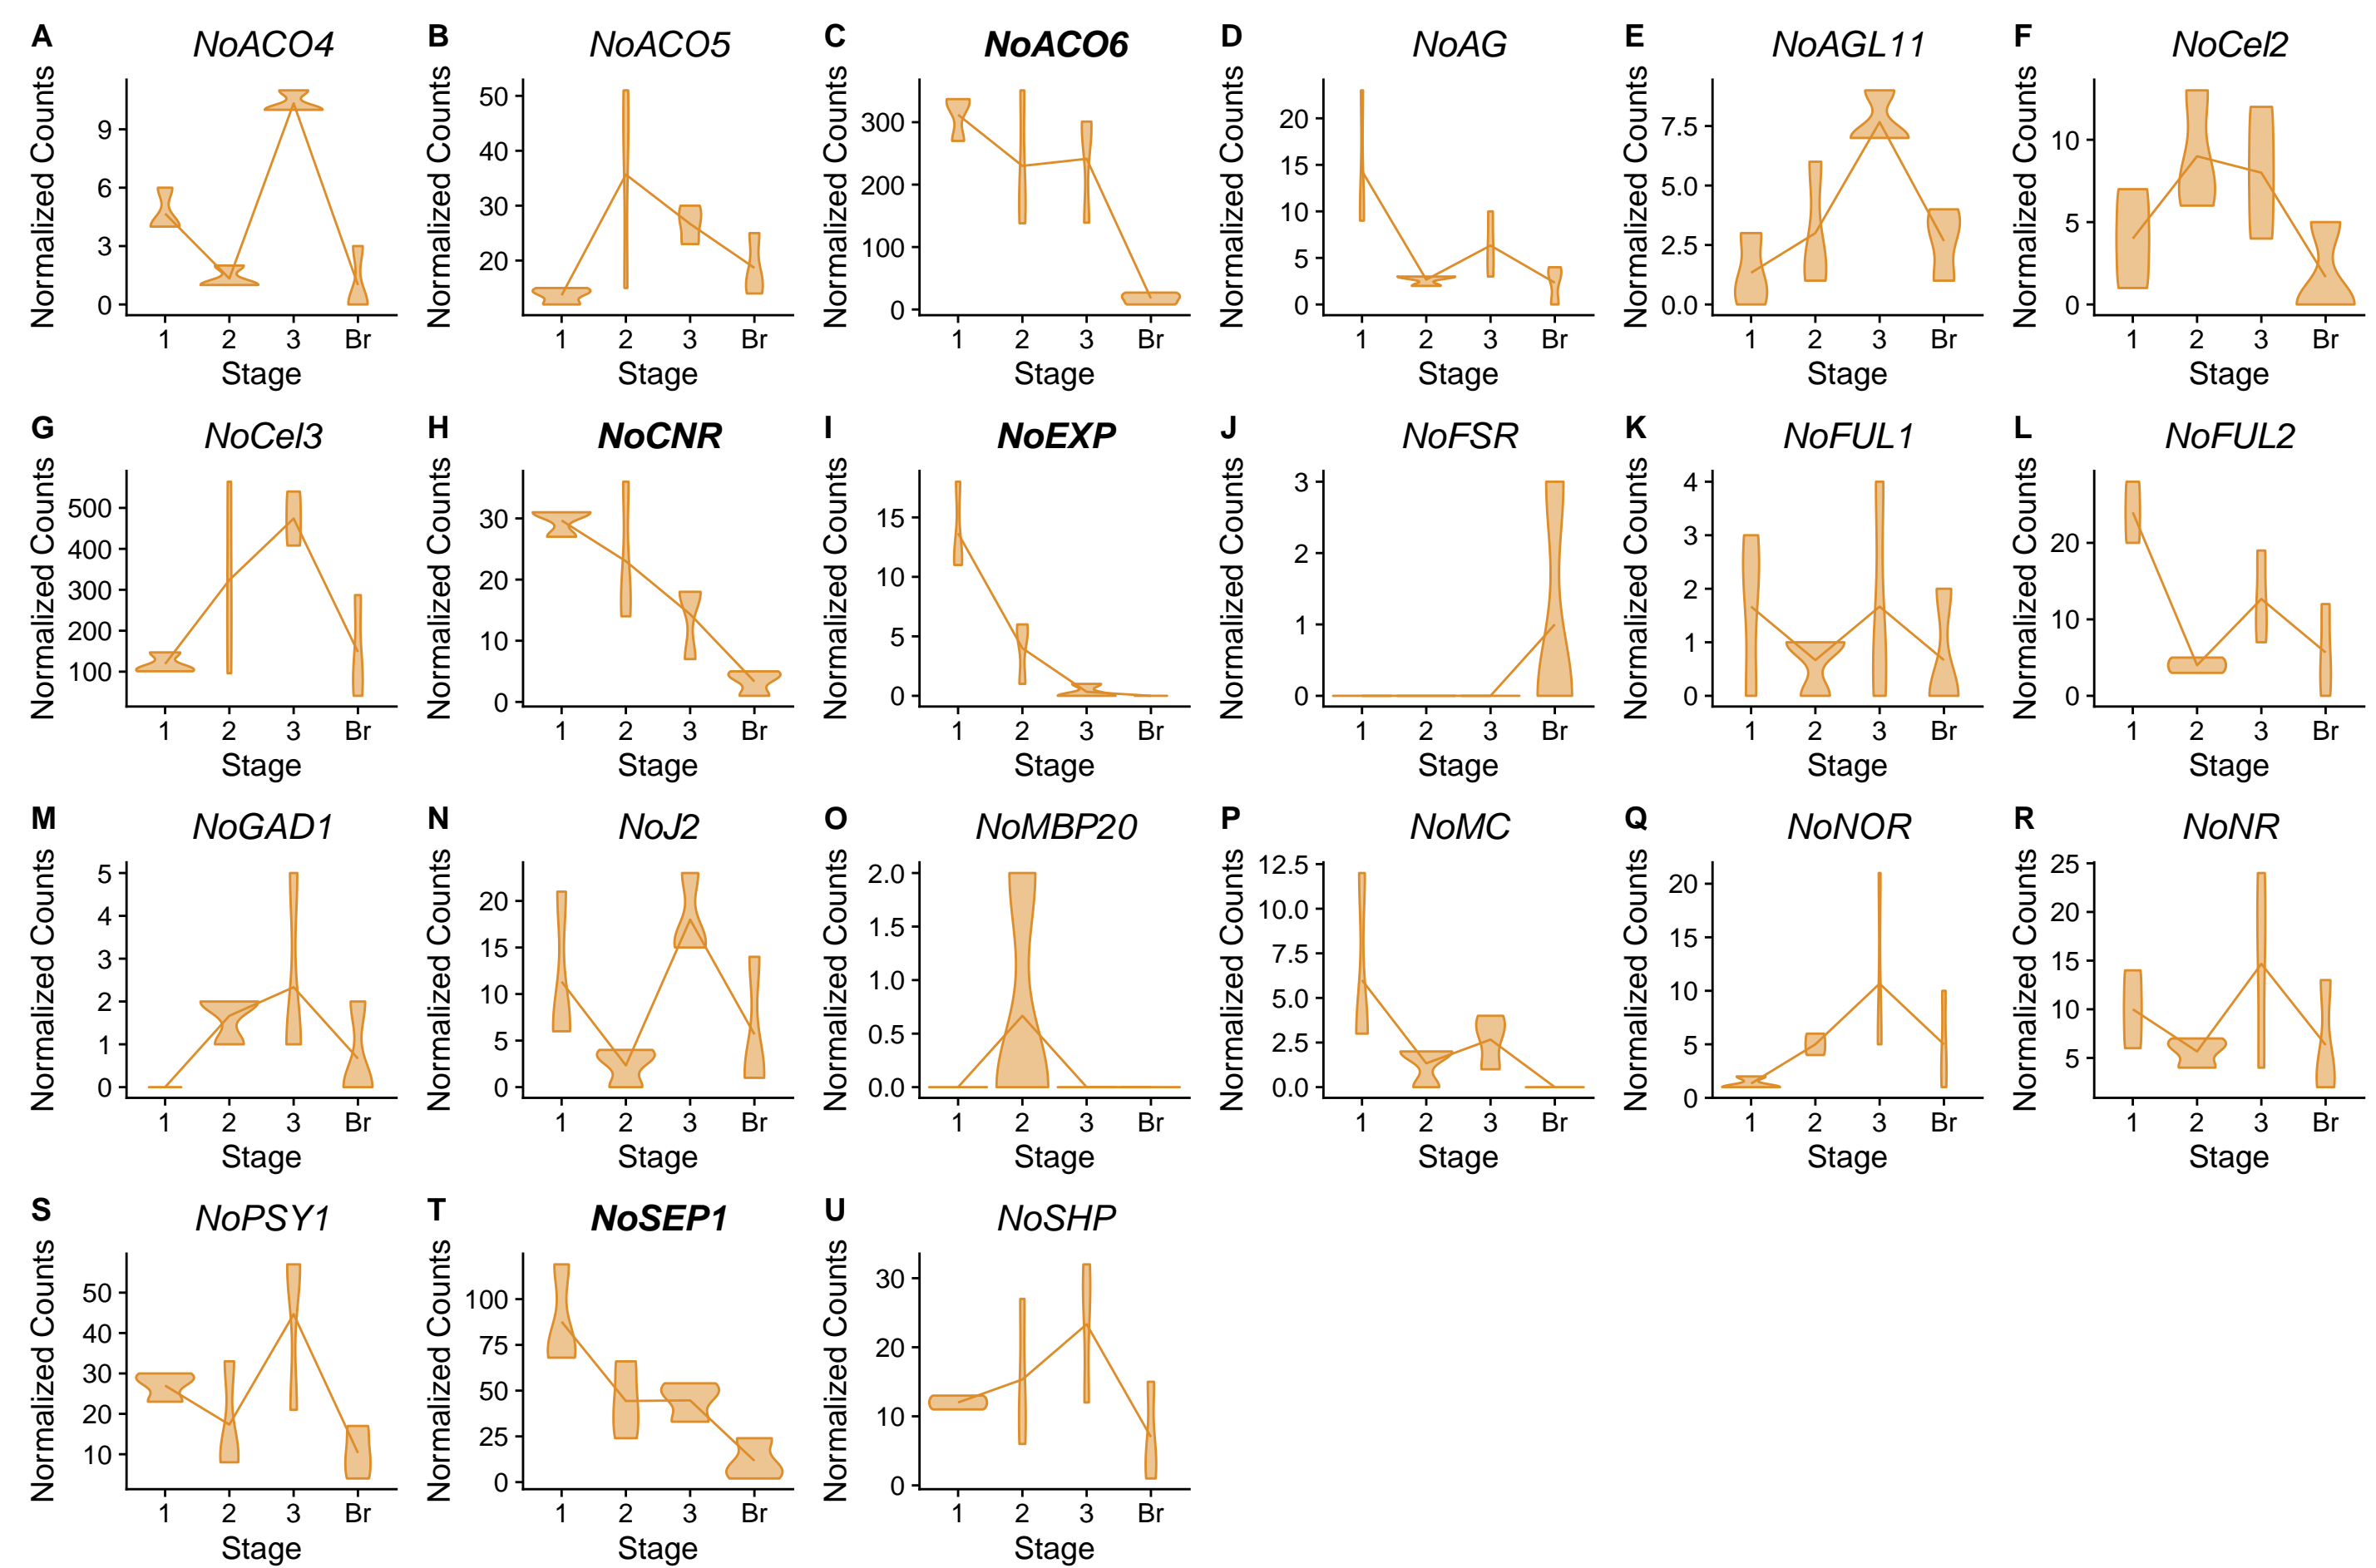 A NoACO4
Normalized Counts
9
6
3
0
1 2 3 Br
Stage
B NoACO5
Normalized Counts
50
40
30
20
1 2 3 Br
Stage
C NoACO6
Normalized Counts
300
200
100
0
1 2 3 Br
Stage
D NoAG
Normalized Counts
20
15
10
5
0
1 2 3 Br
Stage
E NoAGL11
Normalized Counts
7.5
5.0
2.5
0.0
1 2 3 Br
Stage
F NoCel2
Normalized Counts
10
5
0
1 2 3 Br
Stage
G NoCel3
Normalized Counts
500
400
300
200
100
1 2 3 Br
Stage
H NoCNR
Normalized Counts
30
20
10
0
1 2 3 Br
Stage
I NoEXP
Normalized Counts
15
10
5
0
1 2 3 Br
Stage
J NoFSR
Normalized Counts
3
2
1
0
1 2 3 Br
Stage
K NoFUL1
Normalized Counts
4
3
2
1
0
1 2 3 Br
Stage
L NoFUL2
Normalized Counts
20
10
0
1 2 3 Br
Stage
M NoGAD1
Normalized Counts
5
4
3
2
1
0
1 2 3 Br
Stage
N NoJ2
Normalized Counts
20
15
10
5
0
1 2 3 Br
Stage
O NoMBP20
Normalized Counts
2.0
1.5
1.0
0.5
0.0
1 2 3 Br
Stage
P NoMC
Normalized Counts
12.5
10.0
7.5
5.0
2.5
0.0
1 2 3 Br
Stage
Q NoNOR
Normalized Counts
20
15
10
5
0
1 2 3 Br
Stage
R NoNR
Normalized Counts
25
20
15
10
5
1 2 3 Br
Stage
S NoPSY1
Normalized Counts
50
40
30
20
10
1 2 3 Br
Stage
T NoSEP1
Normalized Counts
100
75
50
25
0
1 2 3 Br
Stage
U NoSHP
Normalized Counts
30
20
10
0
1 2 3 Br
Stage